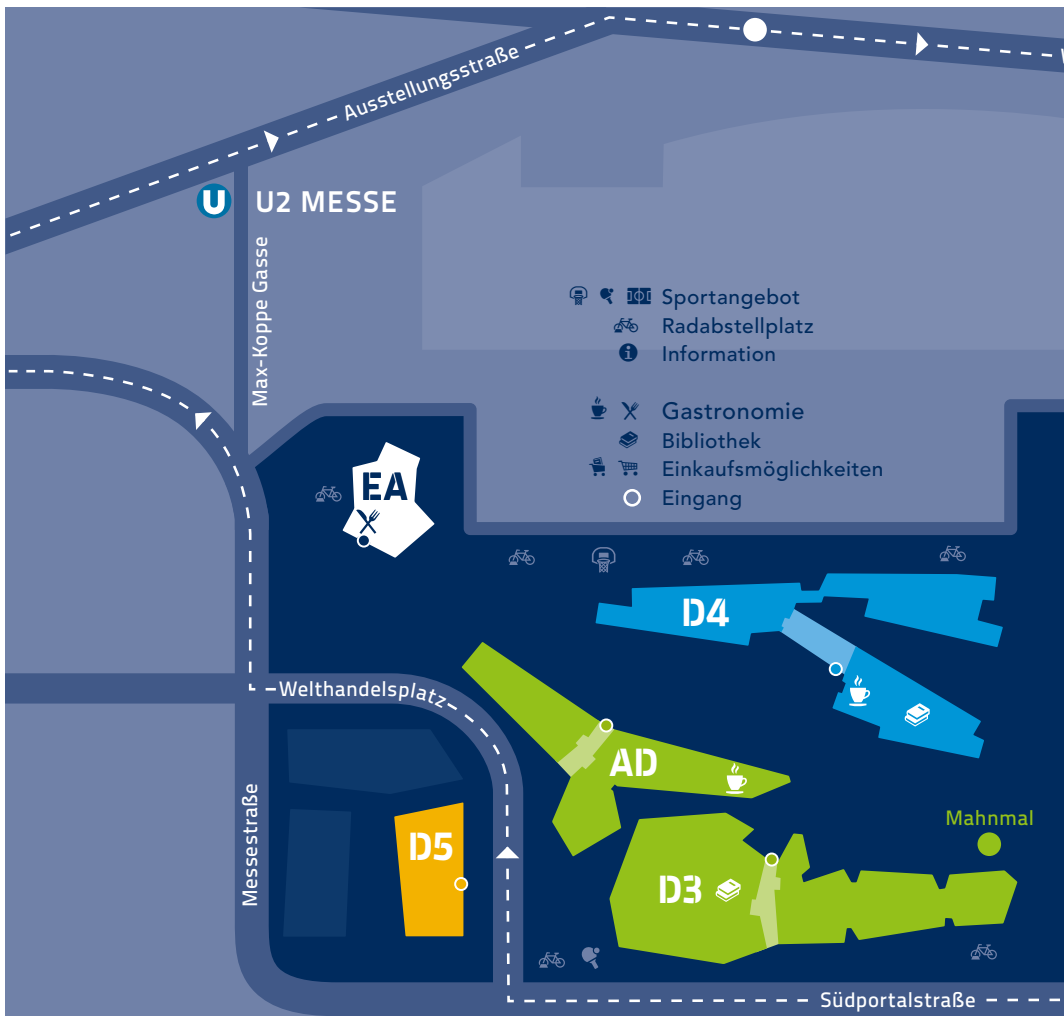 Ausstellungsstraße
U
U2 MESSE
Max-Koppe Gasse
Sportangebot
Radabstellplatz
i Information
Gastronomie
Bibliothek
Einkaufsmöglichkeiten
Eingang
EA
D4
Welthandelsplatz
AD
Messestraße
D5
Mahnmal
D3
Südportalstraße